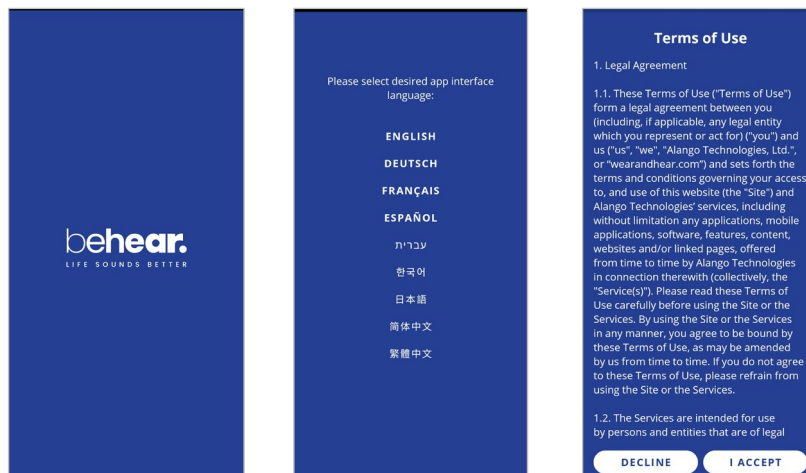 behear.
LIFE SOUNDS BETTER
Please select desired app interface
language:
ENGLISH
DEUTSCH
FRANÇAIS
ESPAÑOL
עברית
한국어
日本語
简体中文
繁體中文
Terms of Use
1. Legal Agreement
1.1. These Terms of Use ("Terms of Use")
form a legal agreement between you
(including, if applicable, any legal entity
which you represent or act for) ("you") and
us ("us", "we", "Alango Technologies, Ltd.",
or “wearandhear.com”) and sets forth the
terms and conditions governing your access
to, and use of this website (the "Site") and
Alango Technologies’ services, including
without limitation any applications, mobile
applications, software, features, content,
websites and/or linked pages, offered
from time to time by Alango Technologies
in connection therewith (collectively, the
"Service(s)"). Please read these Terms of
Use carefully before using the Site or the
Services. By using the Site or the Services
in any manner, you agree to be bound by
these Terms of Use, as may be amended
by us from time to time. If you do not agree
to these Terms of Use, please refrain from
using the Site or the Services.
1.2. The Services are intended for use
by persons and entities that are of legal
DECLINE
I ACCEPT